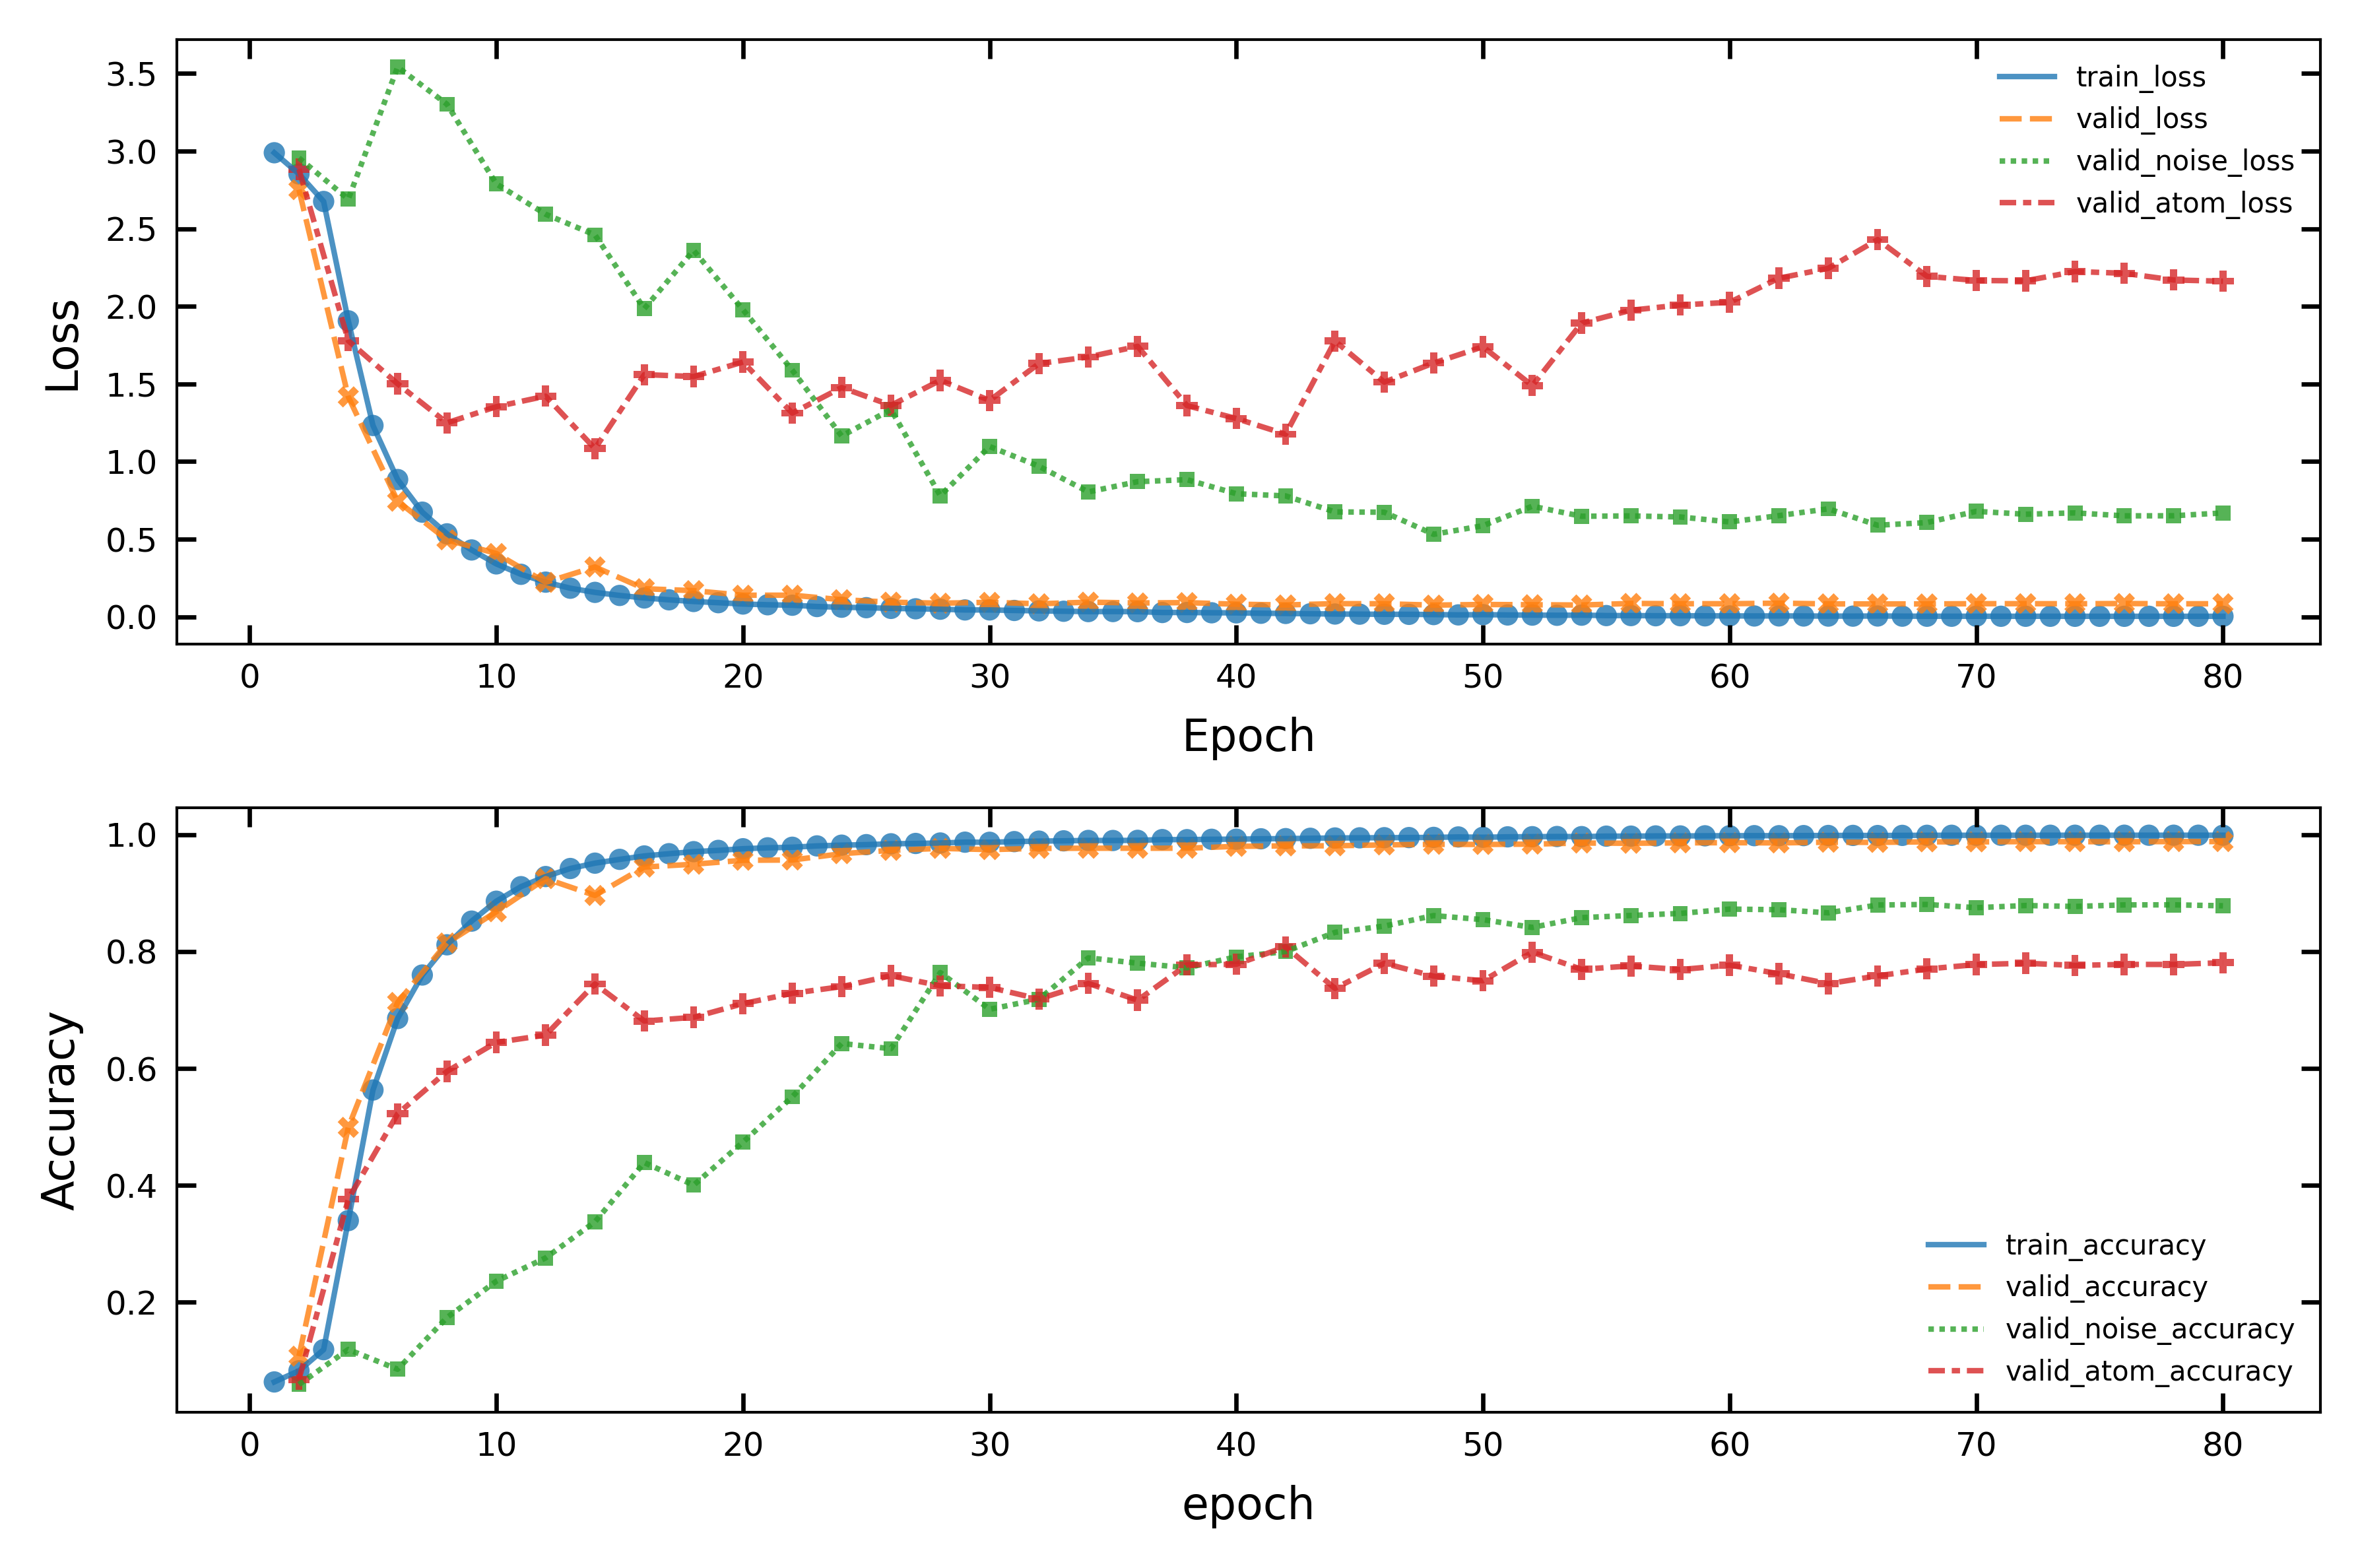 3.5
3.0
2.5
2.0
1.5
1.0
0.5
0.0
Loss
train_loss
valid_loss
valid_noise_loss
valid_atom_loss
0 10 20 30 40 50 60 70 80
Epoch
1.0
0.8
0.6
0.4
0.2
Accuracy
train_accuracy
valid_accuracy
valid_noise_accuracy
valid_atom_accuracy
0 10 20 30 40 50 60 70 80
epoch